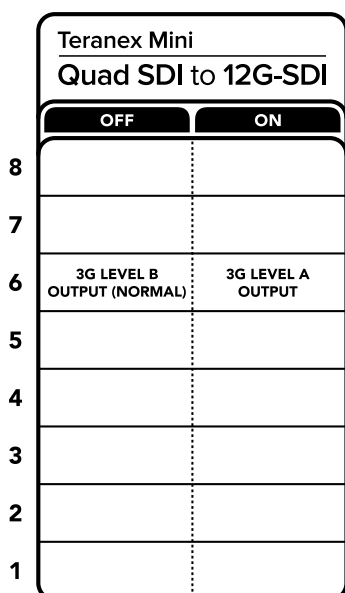 Teranex Mini
Quad SDI to 12G-SDI
OFF ON
8
7
6 3G LEVEL B OUTPUT (NORMAL) 3G LEVEL A OUTPUT
5
4
3
2
1